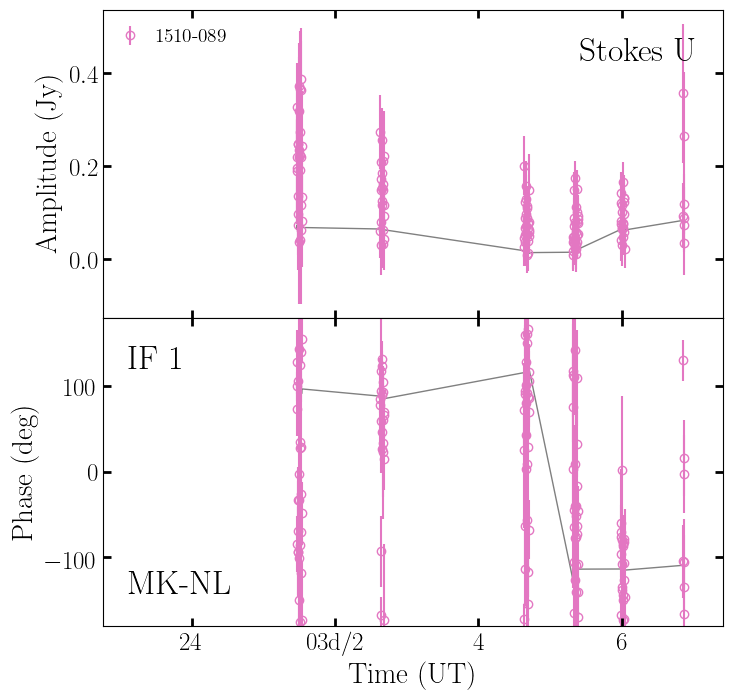 1510-089
Stokes U
0.4
0.2
0.0
Amplitude (Jy)
IF 1
100
0
−100
Phase (deg)
MK-NL
24
03d/2
4
6
Time (UT)